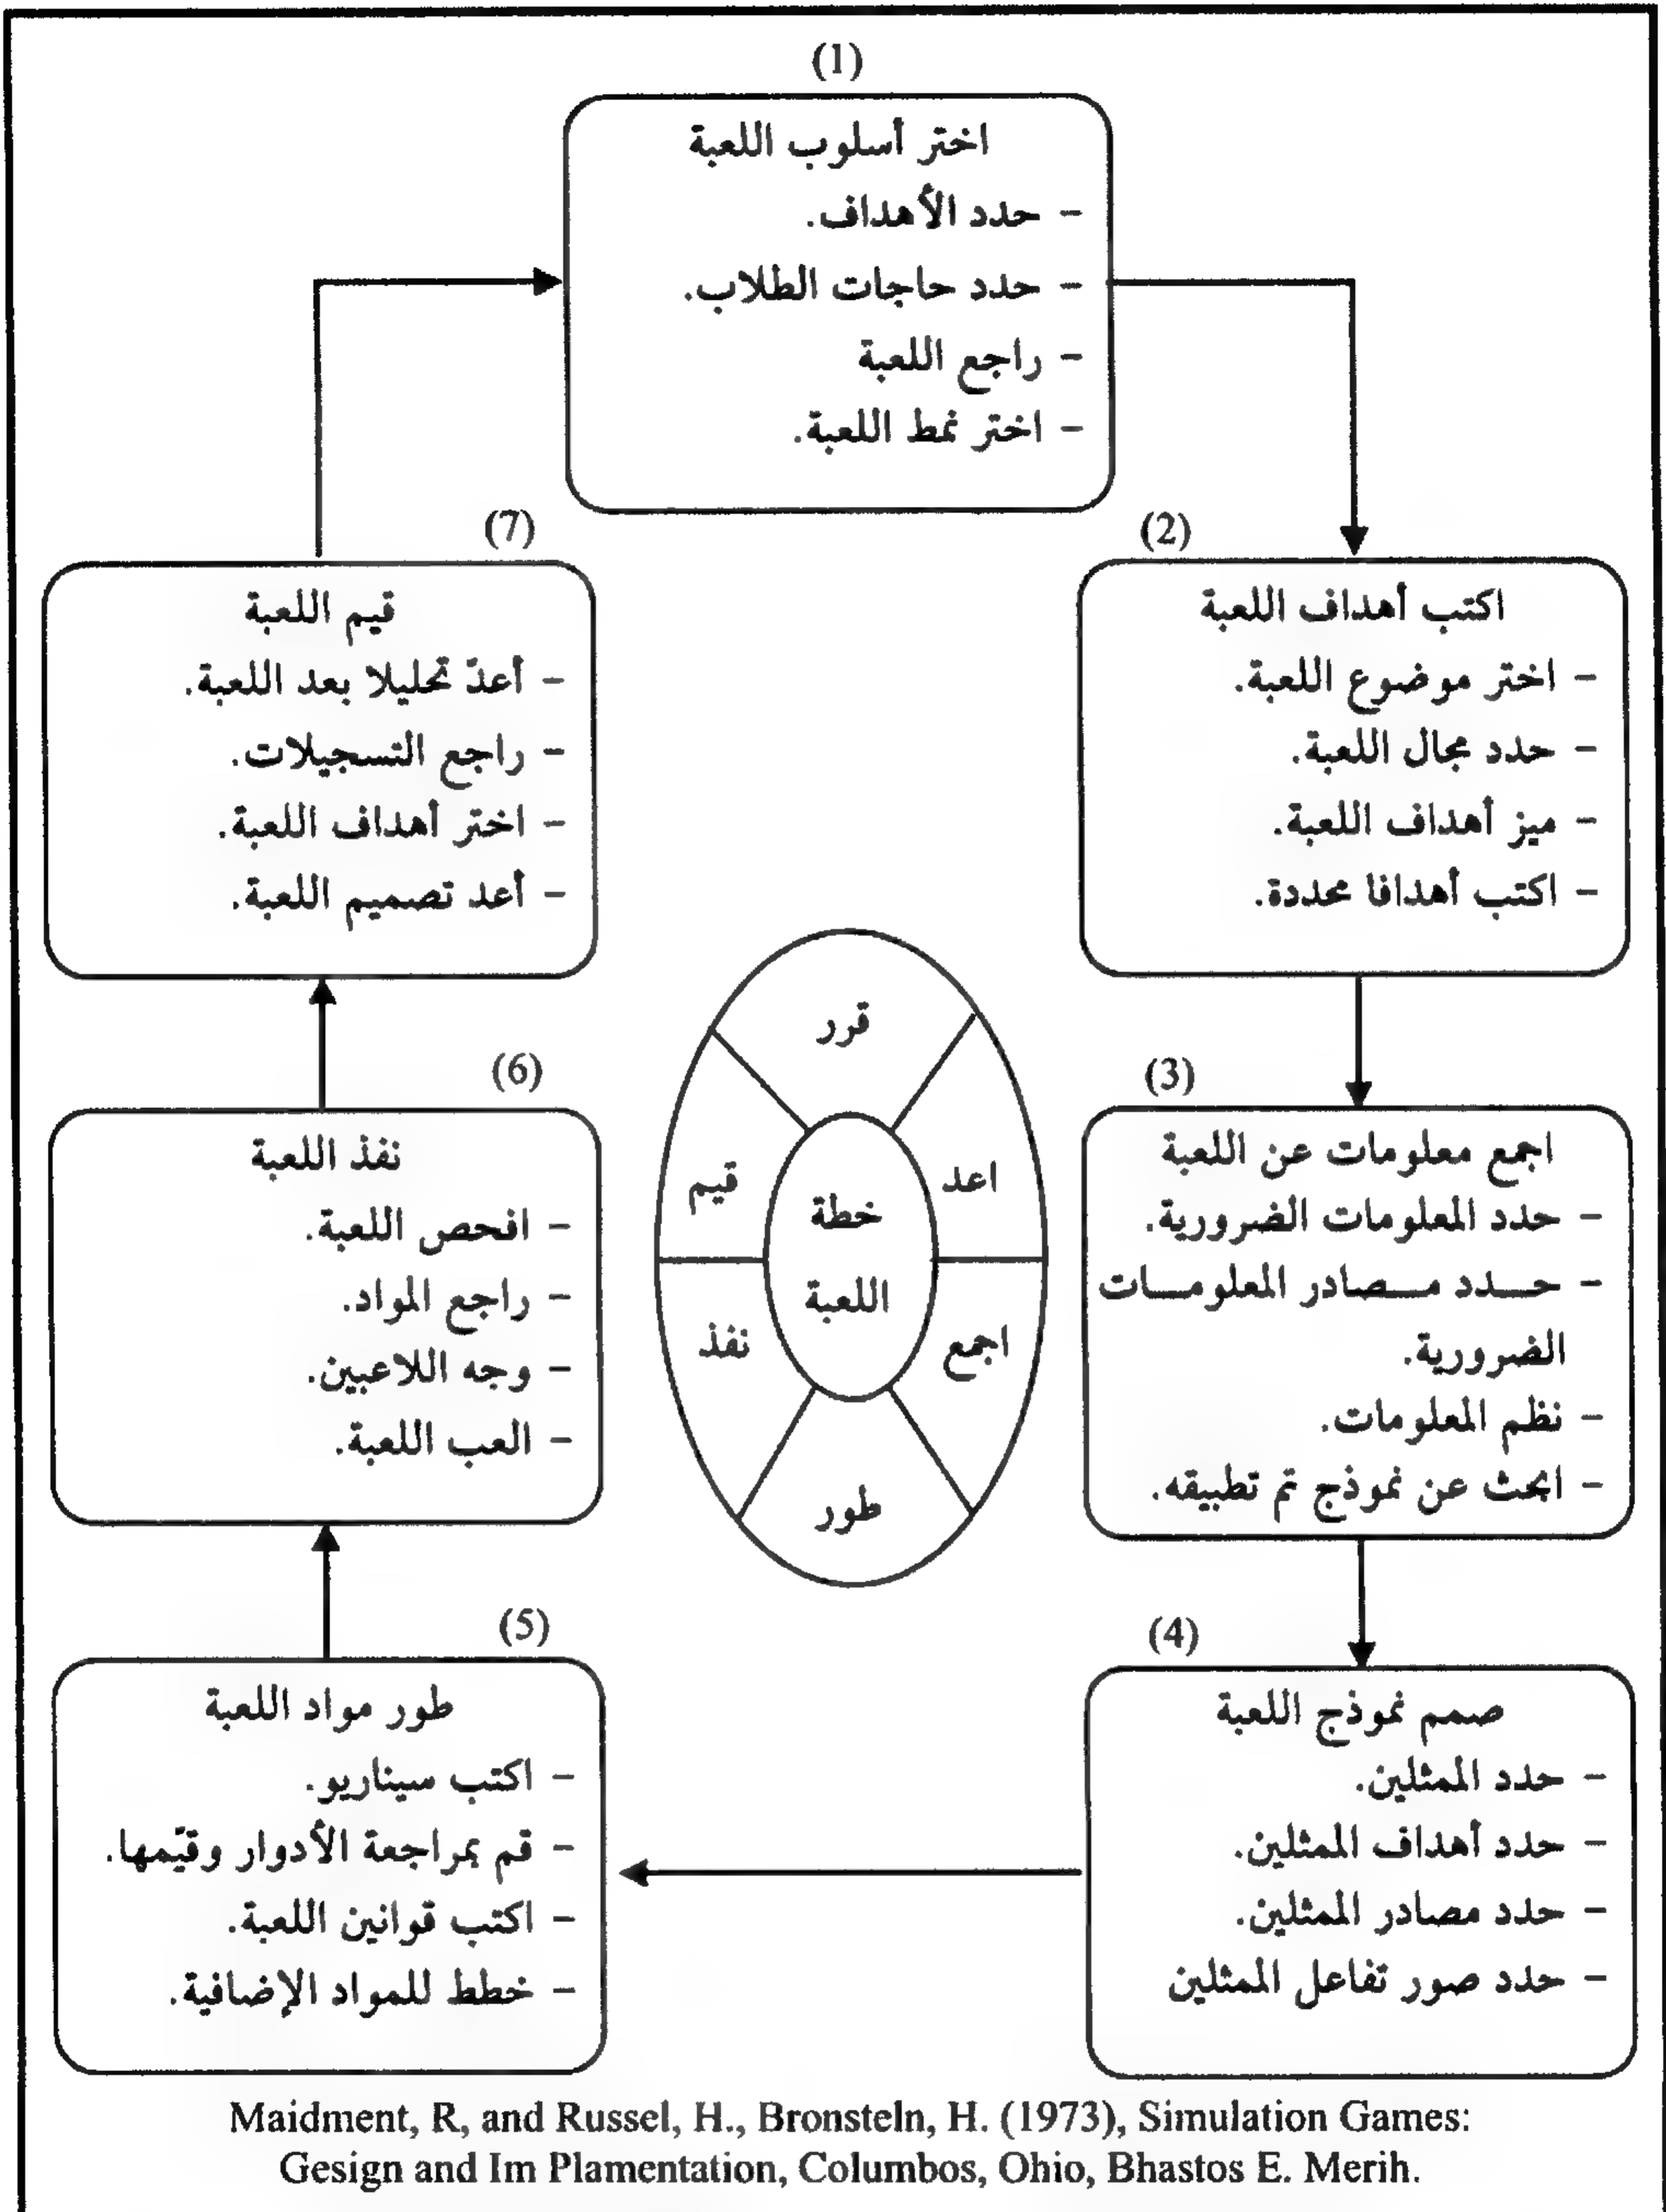 (1)
اختر أسلوب اللعبة
- حدد الأهداف.
- حدد حاجات الطلاب.
- راجع اللعبة
- اختر نمط اللعبة.
(2)
اكتب أهداف اللعبة
- اختر موضوع اللعبة.
- حدد مجال اللعبة.
- ميز أهداف اللعبة.
- اكتب أهدافا محددة.
(3)
اجمع معلومات عن اللعبة
- حدد المعلومات الضرورية.
- حـــدد مـــصادر المعلومـــات
الضرورية.
- نظم المعلومات.
- ابحث عن نموذج تم تطبيقه.
(4)
صمم نموذج اللعبة
- حدد الممثلين.
- حدد أهداف الممثلين.
- حدد مصادر الممثلين.
- حدد صور تفاعل الممثلين
(5)
طور مواد اللعبة
- اكتب سيناريو.
- قم بمراجعة الأدوار وقيّمها.
- اكتب قوانين اللعبة.
- خطط للمواد الإضافية.
(6)
نفذ اللعبة
- افحص اللعبة.
- راجع المواد.
- وجه اللاعبين.
- العب اللعبة.
(7)
قيم اللعبة
- أعدّ تحليلا بعد اللعبة.
- راجع التسجيلات.
- اختر أهداف اللعبة.
- أعد تصميم اللعبة.
خطة
اللعبة
قرر
اعد
اجمع
طور
نفذ
قيم
Maidment, R, and Russel, H., Bronsteln, H. (1973), Simulation Games:
Gesign and Im Plamentation, Columbos, Ohio, Bhastos E. Merih.